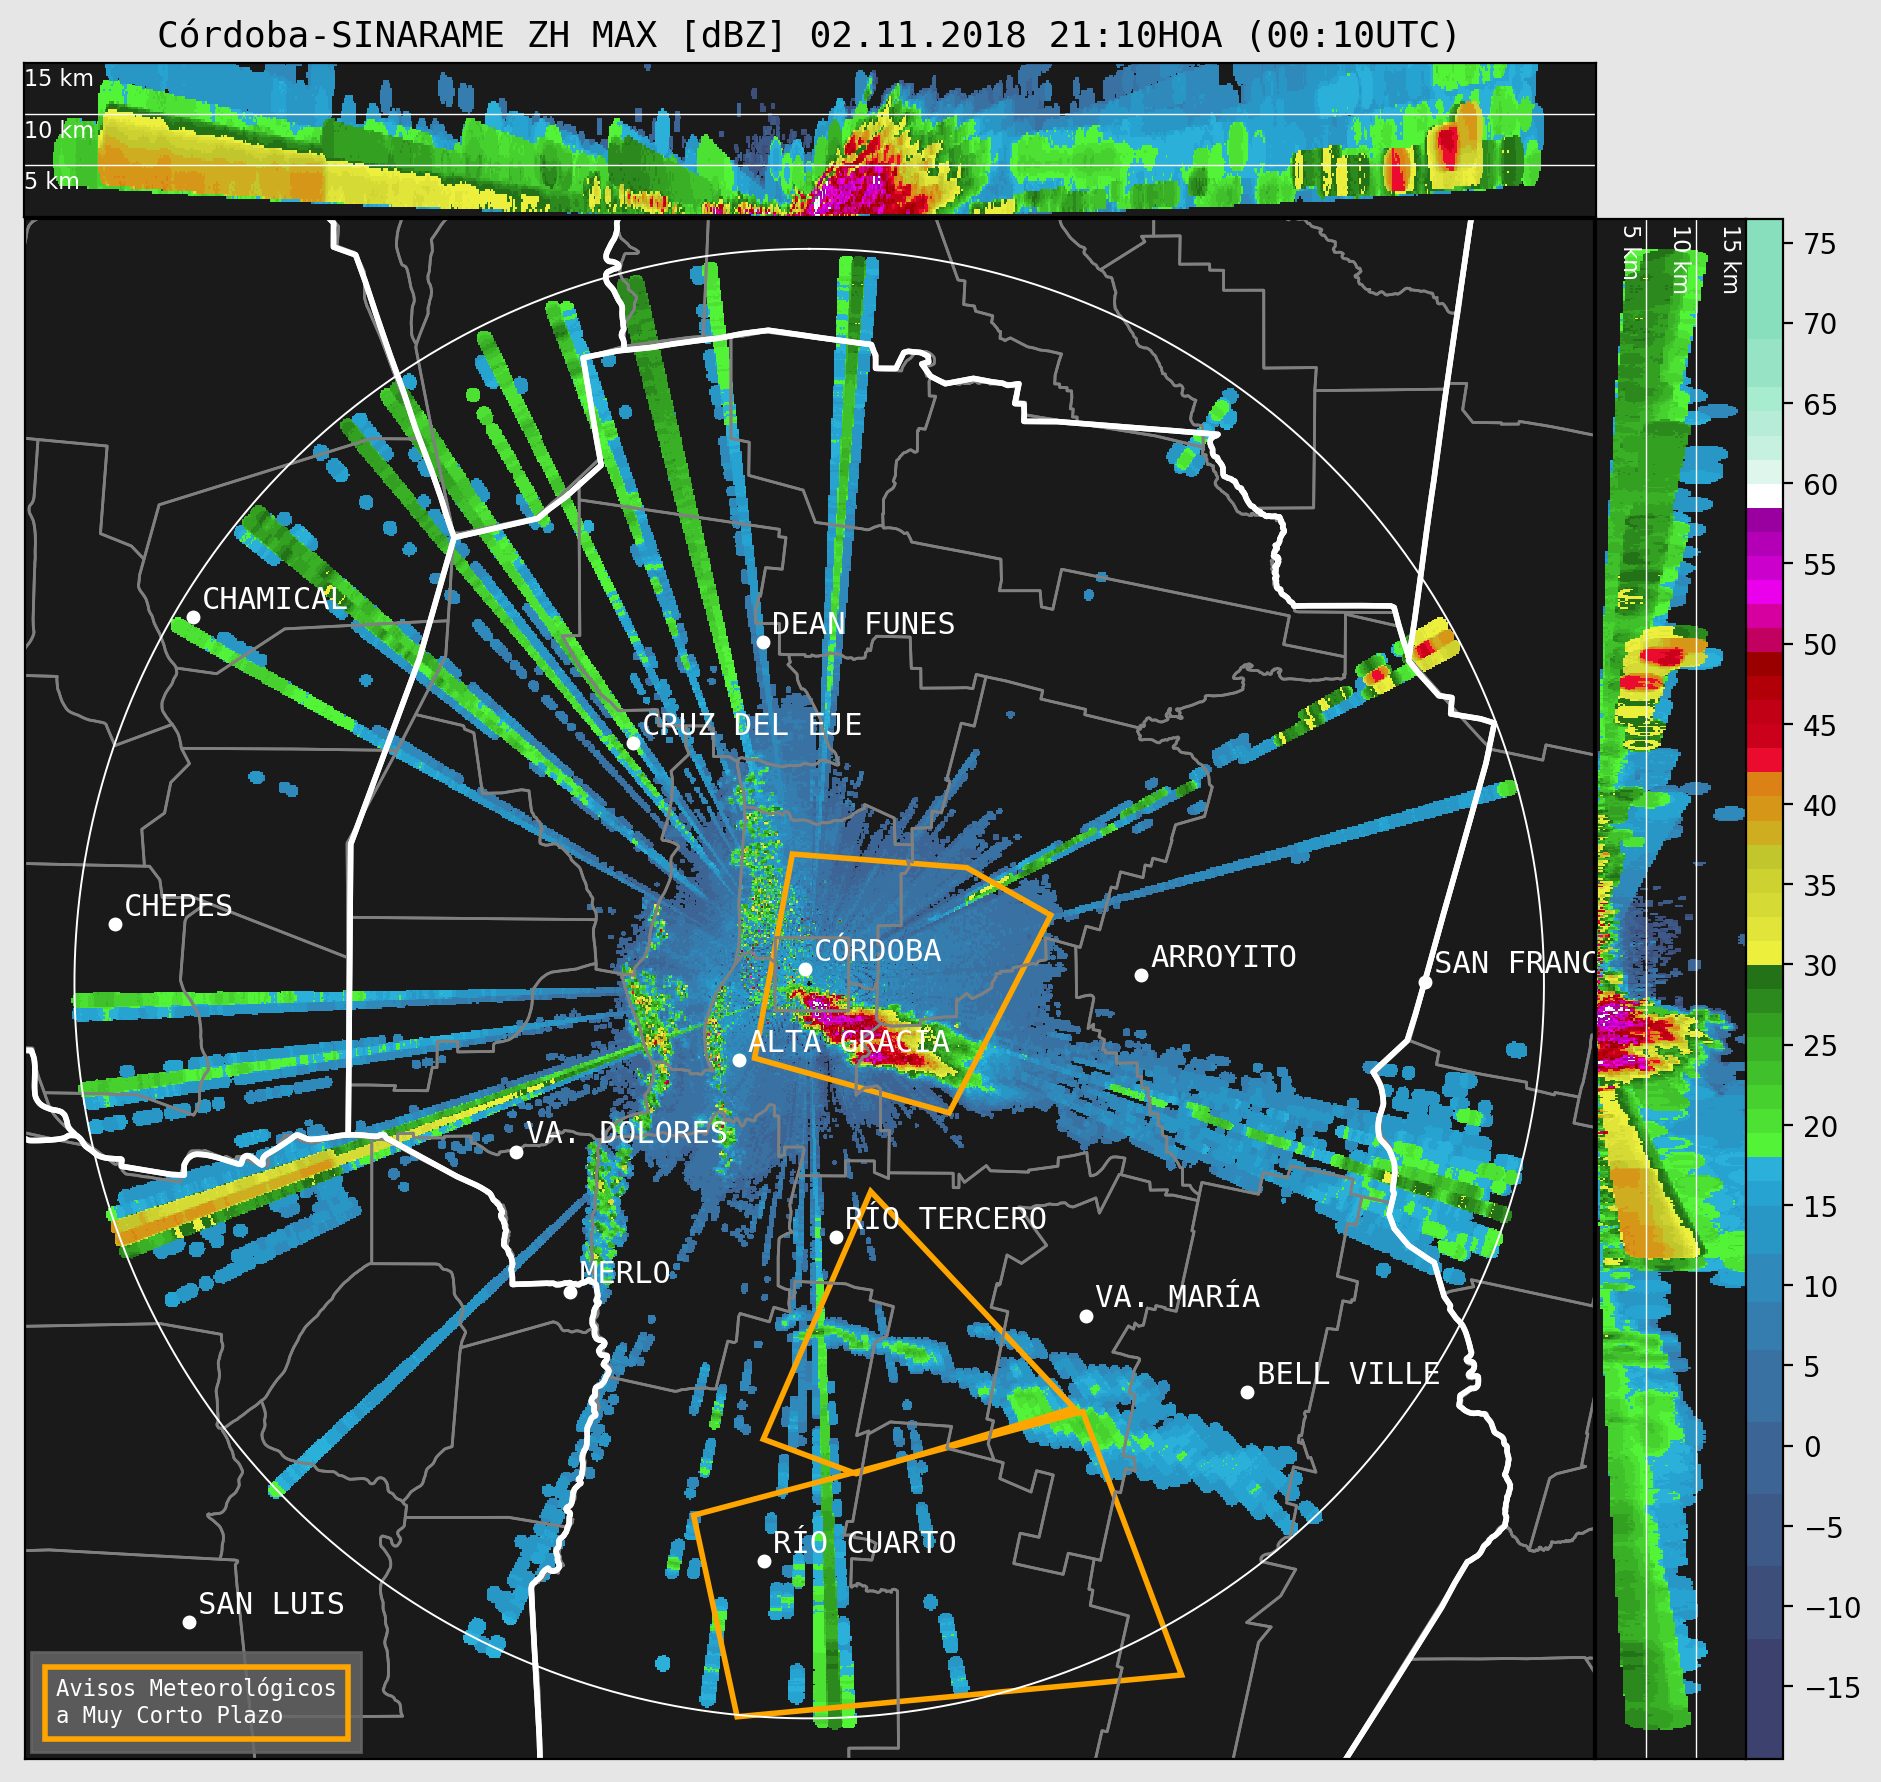 Córdoba-SINARAME ZH MAX [dBZ] 02.11.2018 21:10HOA (00:10UTC)
15 km
10 km
5 km
5 km
10 km
15 km
75
70
65
60
55
50
45
40
35
30
25
20
15
10
5
0
−5
−10
−15
CHAMICAL
DEAN FUNES
CRUZ DEL EJE
CHEPES
CÓRDOBA
ARROYITO
SAN FRANC
ALTA GRACIA
VA. DOLORES
RÍO TERCERO
MERLO
VA. MARÍA
BELL VILLE
RÍO CUARTO
SAN LUIS
Avisos Meteorológicos
a Muy Corto Plazo